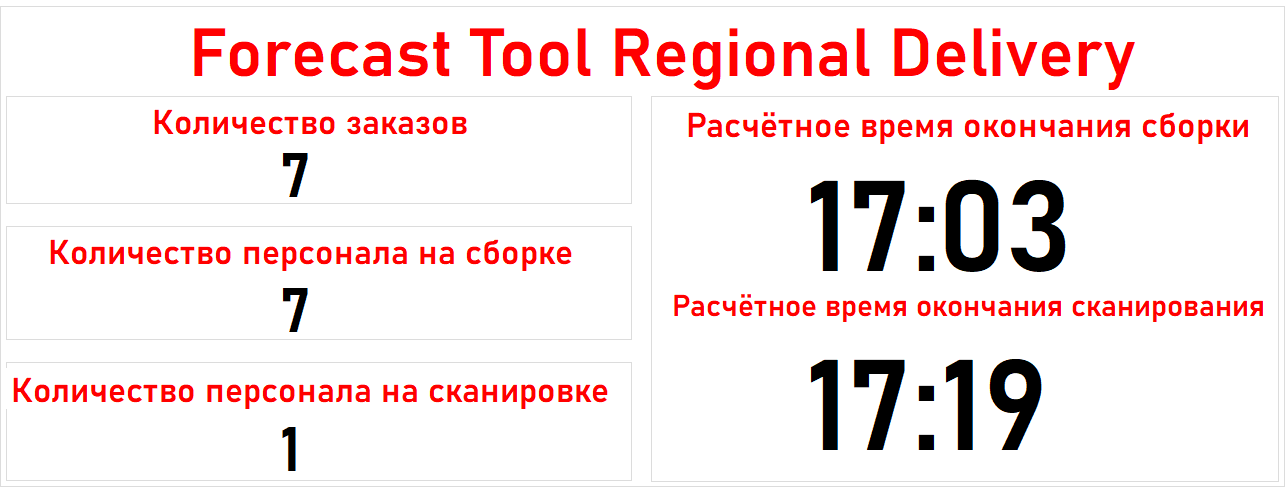 Forecast Tool Regional Delivery
Количество заказов
7
Количество персонала на сборке
7
Количество персонала на сканировке
1
Расчётное время окончания сборки
17:03
Расчётное время окончания сканирования
17:19